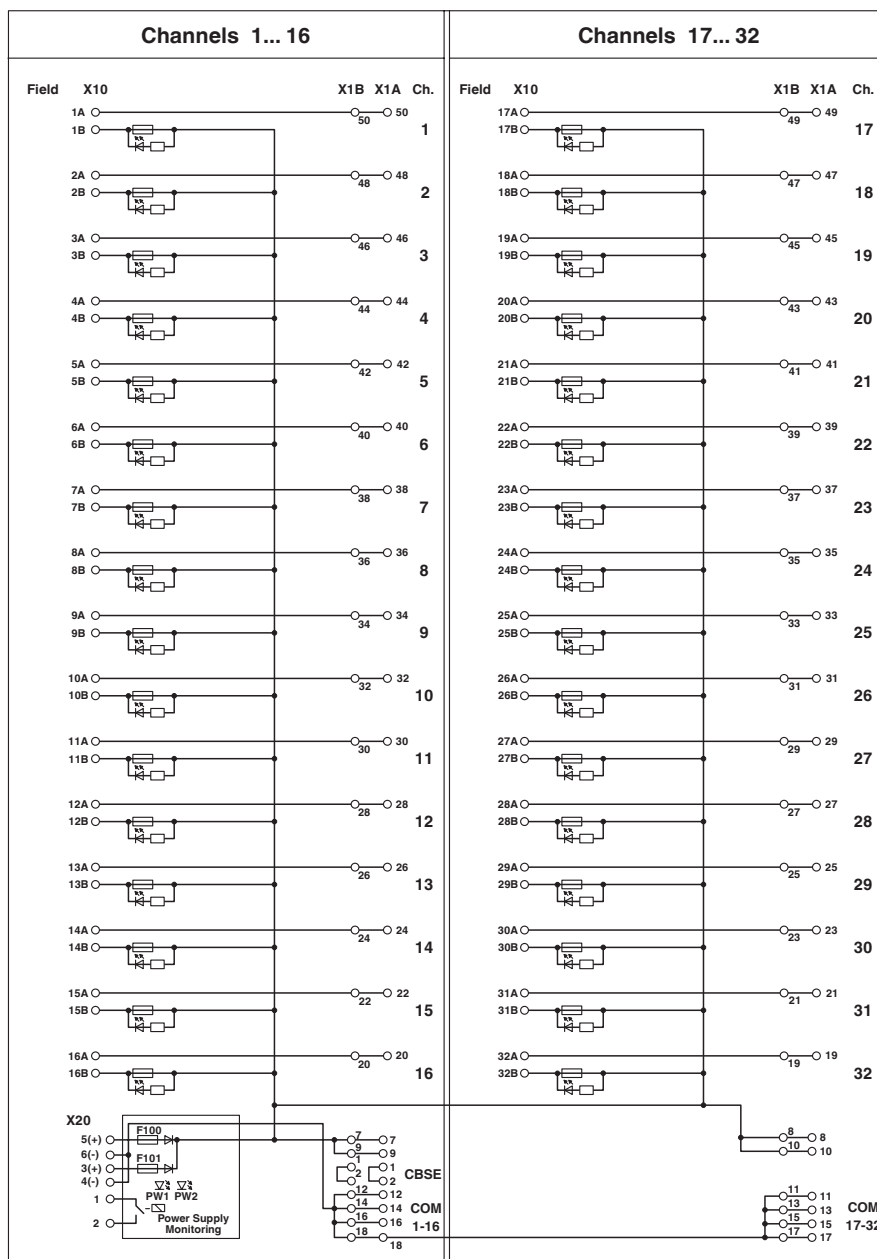 Channels 1... 16
Channels 17... 32
Field X10 X1B X1A Ch.
Field X10 X1B X1A Ch.
1A 50 50
1B 1
17A 49 49
17B 17
2A 48 48
2B 2
18A 47 47
18B 18
3A 46 46
3B 3
19A 45 45
19B 19
4A 44 44
4B 4
20A 43 43
20B 20
5A 42 42
5B 5
21A 41 41
21B 21
6A 40 40
6B 6
22A 39 39
22B 22
7A 38 38
7B 7
23A 37 37
23B 23
8A 36 36
8B 8
24A 35 35
24B 24
9A 34 34
9B 9
25A 33 33
25B 25
10A 32 32
10B 10
26A 31 31
26B 26
11A 30 30
11B 11
27A 29 29
27B 27
12A 28 28
12B 12
28A 27 27
28B 28
13A 26 26
13B 13
29A 25 25
29B 29
14A 24 24
14B 14
30A 23 23
30B 30
15A 22 22
15B 15
31A 21 21
31B 31
16A 20 20
16B 16
32A 19 19
32B 32
X20
5(+) F100
6(-)
3(+) F101
4(-)
PW1 PW2
1
2
Power Supply
Monitoring
7 7
9 9
1 1
2 2
CBSE
12 12
14 14
16 16
18 18
COM
1-16
8 8
10 10
11 11
13 13
15 15
17 17
COM
17-32